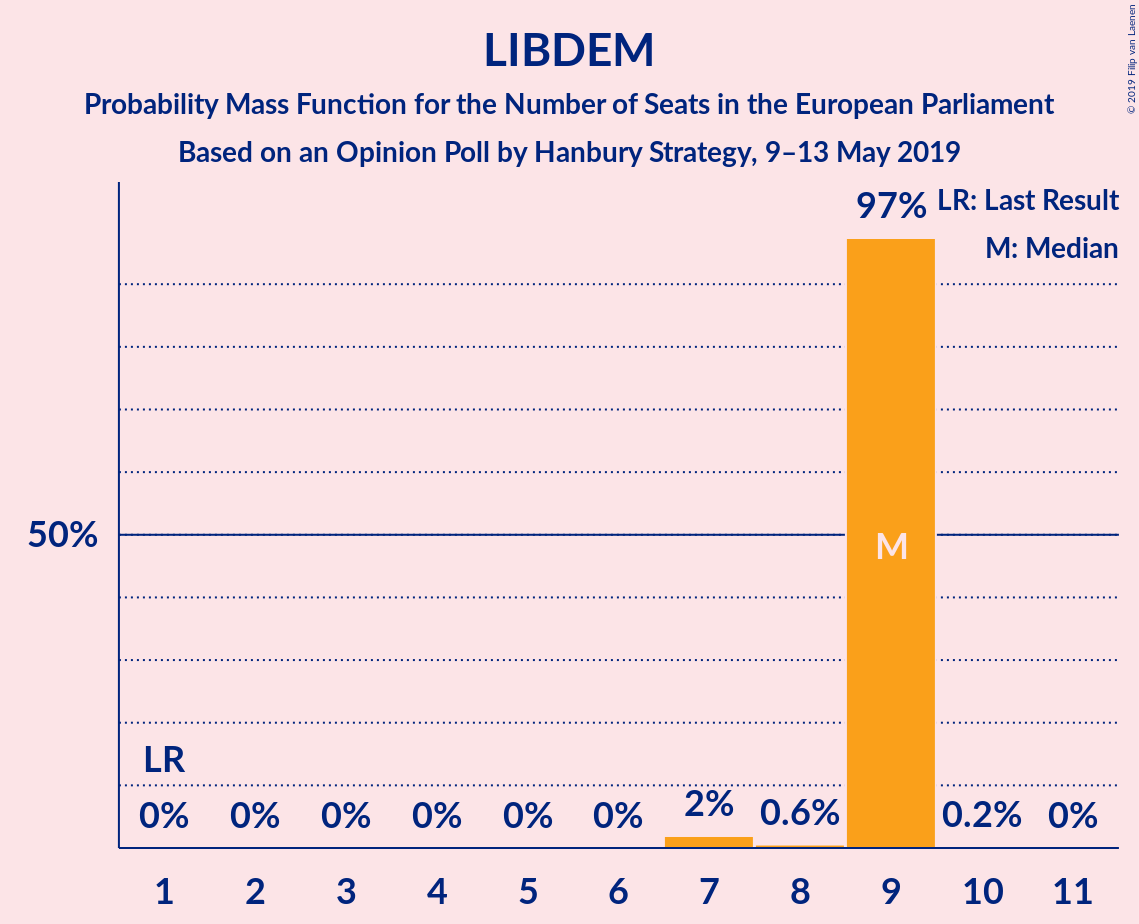 LIBDEM
Probability Mass Function for the Number of Seats in the European Parliament
Based on an Opinion Poll by Hanbury Strategy, 9–13 May 2019
© 2019 Filip van Laenen
LR: Last Result
M: Median
97%
50%
M
LR
0% 0% 0% 0% 0% 0% 2% 0.6% 0.2% 0%
1 2 3 4 5 6 7 8 9 10 11